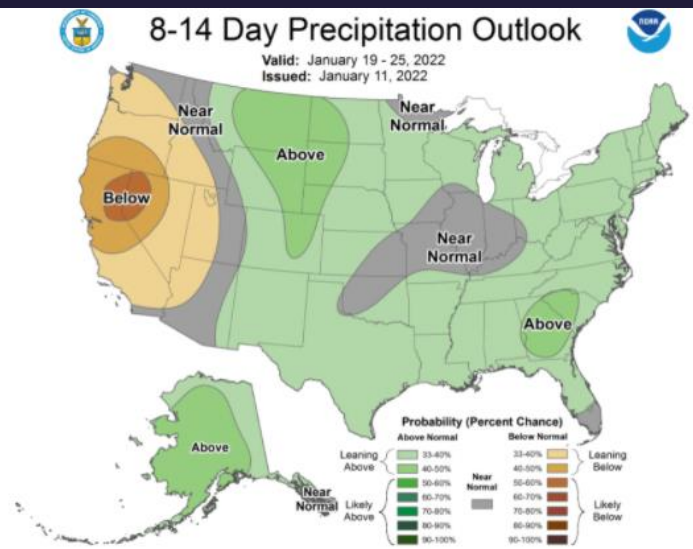 8-14 Day Precipitation Outlook
NOAA
Valid: January 19 - 25, 2022
Issued: January 11, 2022
Near
Normal
Near
Normal
Above
Below
Near
Normal
Above
Above
Near
Normal
Probability (Percent Chance)
Above Normal
Below Normal
Leaning
Above
33-40%
40-50%
50-60%
60-70%
70-80%
80-90%
90-100%
Likely
Above
Near
Normal
33-40%
40-50%
50-60%
60-70%
70-80%
80-90%
90-100%
Leaning
Below
Likely
Below